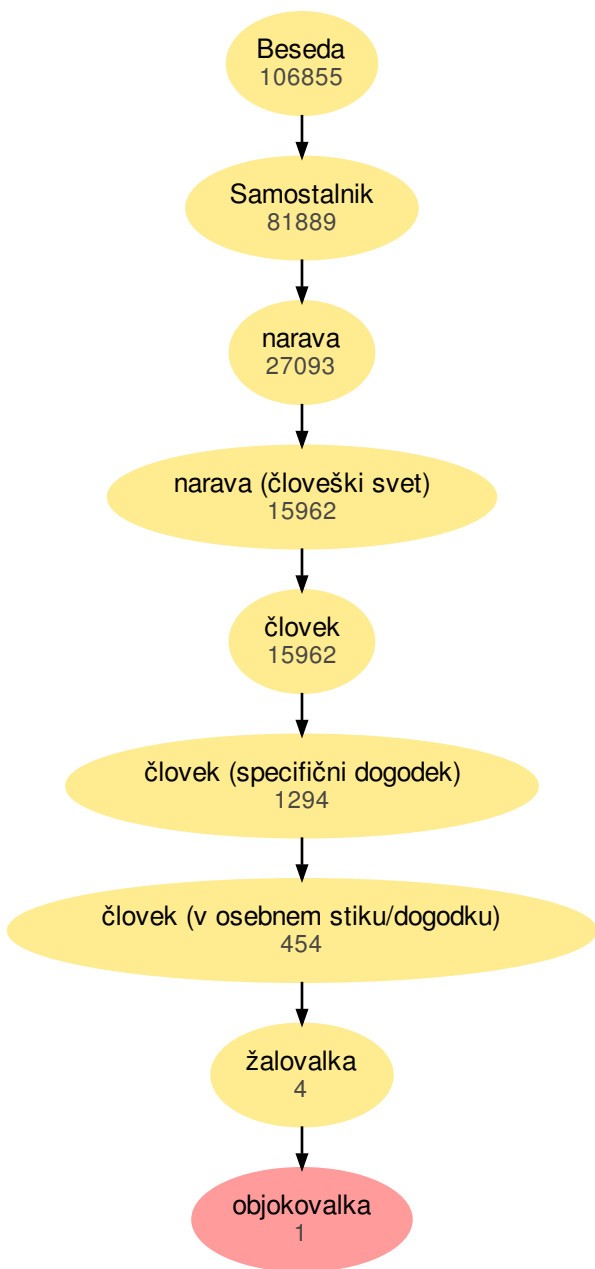 Beseda
106855
Samostalnik
81889
narava
27093
narava (človeški svet)
15962
človek
15962
človek (specifični dogodek)
1294
človek (v osebnem stiku/dogodku)
454
žalovalka
4
objokovalka
1